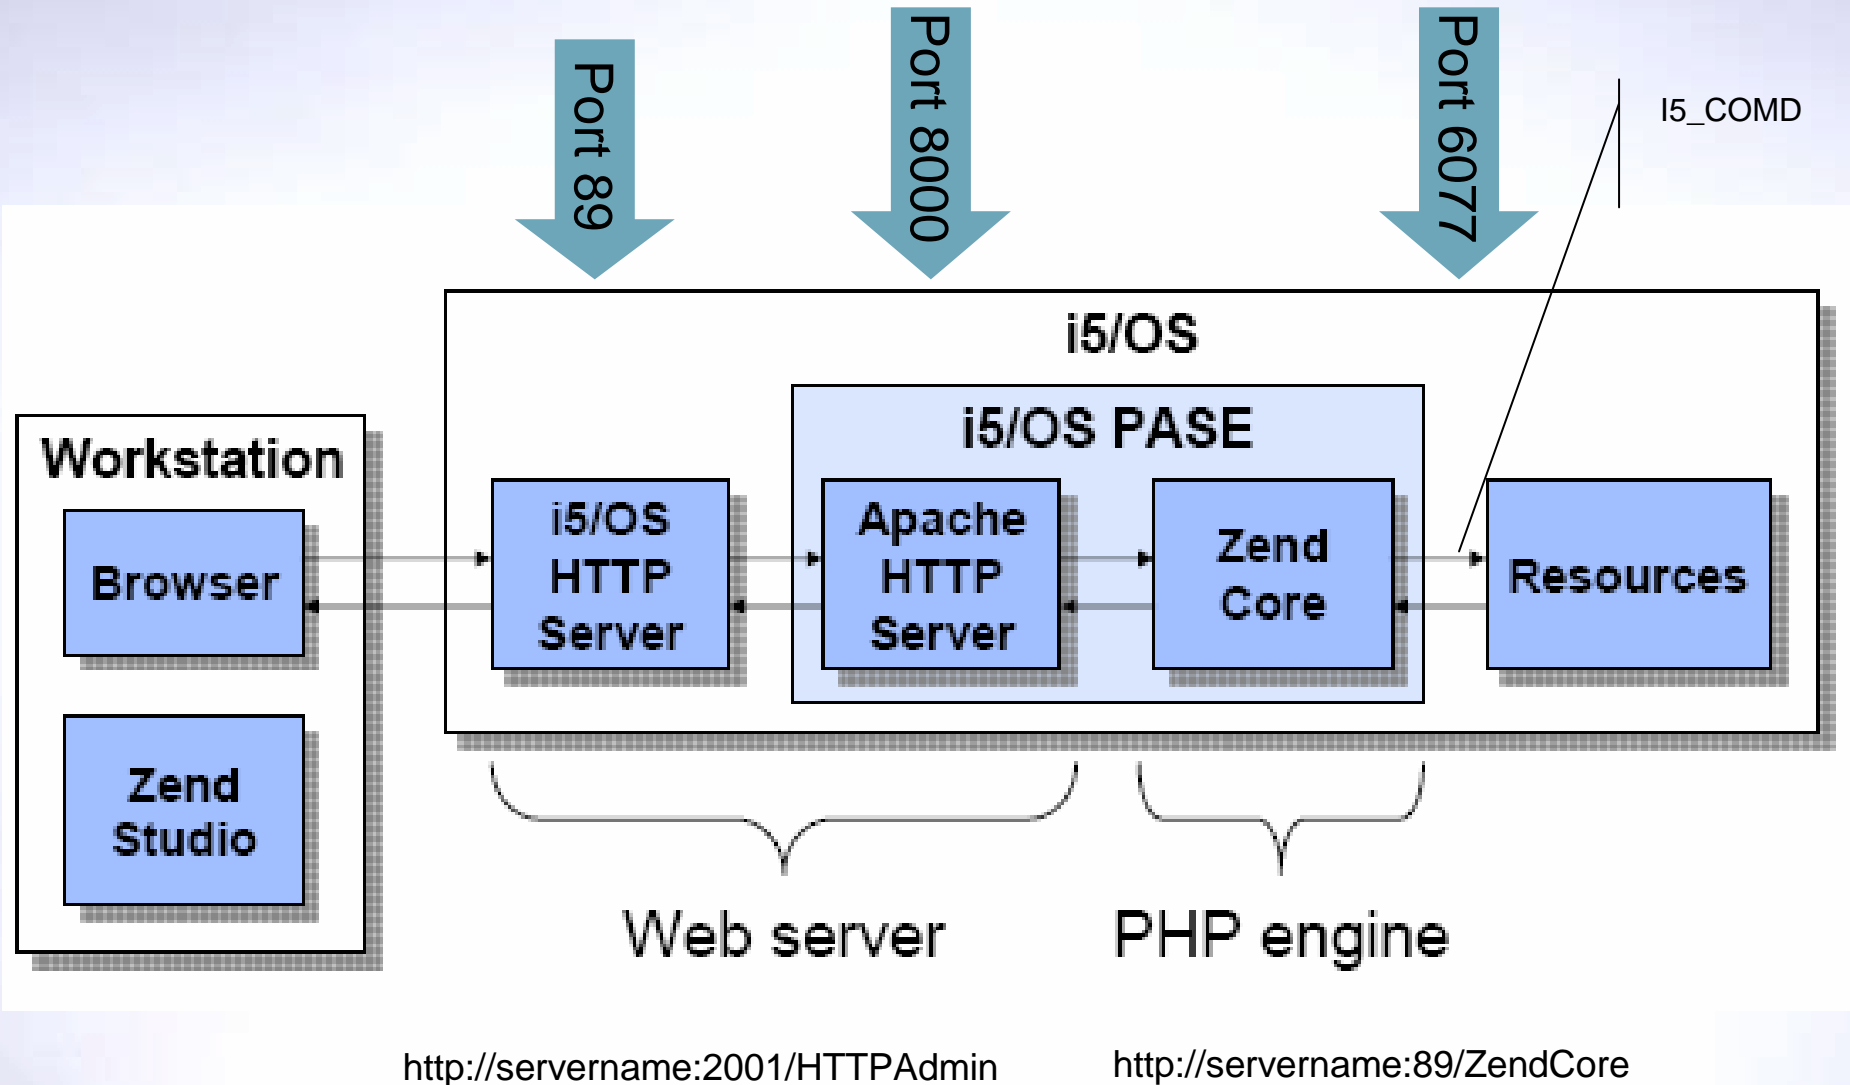 Port 89
Port 8000
Port 6077
I5_COMD
i5/OS
i5/OS PASE
Workstation
Browser
Zend
Studio
i5/OS
HTTP
Server
Apache
HTTP
Server
Zend
Core
Resources
Web server
PHP engine
http://servername:2001/HTTPAdmin
http://servername:89/ZendCore